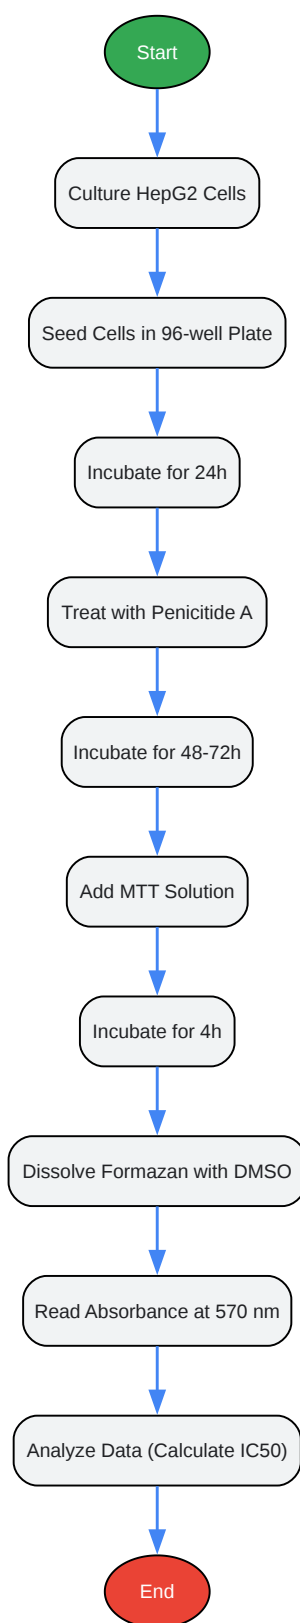 Start
Culture HepG2 Cells
Seed Cells in 96-well Plate
Incubate for 24h
Treat with Penicitide A
Incubate for 48-72h
Add MTT Solution
Incubate for 4h
Dissolve Formazan with DMSO
Read Absorbance at 570 nm
Analyze Data (Calculate IC50)
End